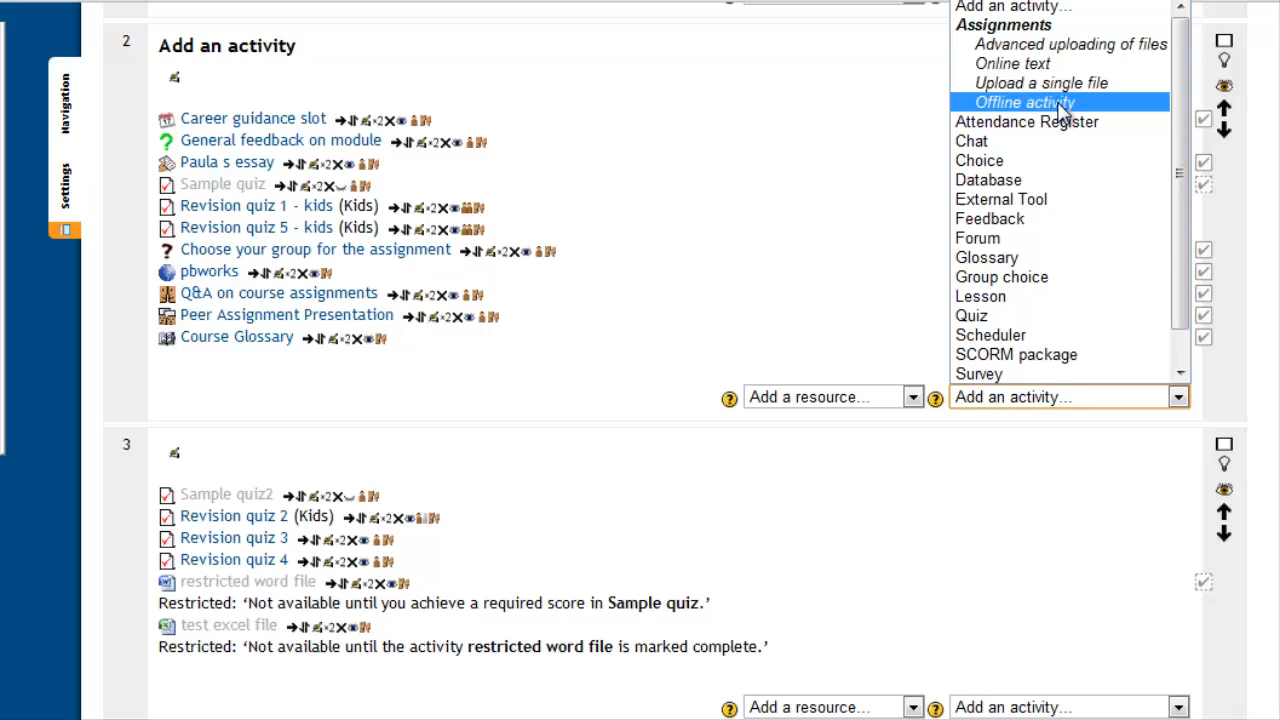 Navigation
Settings
2
Add an activity
Career guidance slot
General feedback on module
Paula s essay
Sample quiz
Revision quiz 1 - kids (Kids)
Revision quiz 5 - kids (Kids)
Choose your group for the assignment
pbworks
Q&A on course assignments
Peer Assignment Presentation
Course Glossary
Add an activity...
Assignments
Advanced uploading of files
Online text
Upload a single file
Offline activity
Attendance Register
Chat
Choice
Database
External Tool
Feedback
Forum
Glossary
Group choice
Lesson
Quiz
Scheduler
SCORM package
Survey
Add a resource...
Add an activity...
3
Sample quiz2
Revision quiz 2 (Kids)
Revision quiz 3
Revision quiz 4
restricted word file
Restricted: ‘Not available until you achieve a required score in Sample quiz.’
test excel file
Restricted: ‘Not available until the activity restricted word file is marked complete.’
Add a resource...
Add an activity...